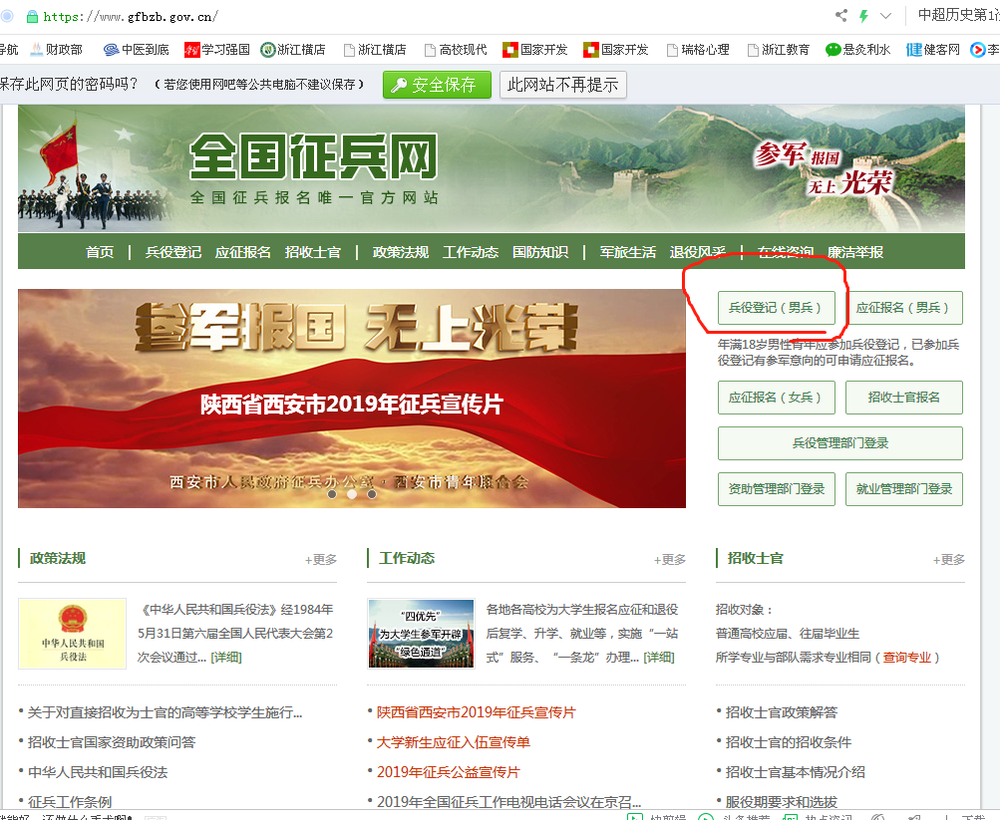 https://www.gfbzb.gov.cn/
中超历史第1
导航 财政部 中医到底 学习强国 浙江横店 浙江横店 高校现代 国家开发 国家开发 瑞格心理 浙江教育 悬灸利水 健客网 李
保存此网页的密码吗？ （若您使用网吧等公共电脑不建议保存） 安全保存 此网站不再提示
全国征兵网
全国征兵报名唯一官方网站
参军报国
无上光荣
首页 兵役登记 应征报名 招收士官 政策法规 工作动态 国防知识 军旅生活 退役风采 在线咨询 廉洁举报
参军报国 无上光荣
陕西省西安市2019年征兵宣传片
西安市人民政府征兵办公室·西安市青年联合会
兵役登记（男兵） 应征报名（男兵）
年满18岁男性青年应参加兵役登记，已参加兵
役登记有参军意向的可申请应征报名。
应征报名（女兵） 招收士官报名
兵役管理部门登录
资助管理部门登录 就业管理部门登录
政策法规 +更多
中华人民共和国
兵役法
《中华人民共和国兵役法》经1984年
5月31日第六届全国人民代表大会第2
次会议通过... [详细]
• 关于对直接招收为士官的高等学校学生施行...
• 招收士官国家资助政策问答
• 中华人民共和国兵役法
• 征兵工作条例
工作动态 +更多
“四优先”
为大学生参军开辟
“绿色通道”
各地各高校为大学生报名应征和退役
后复学、升学、就业等，实施“一站
式”服务、“一条龙”办理... [详细]
• 陕西省西安市2019年征兵宣传片
• 大学新生应征入伍宣传单
• 2019年征兵公益宣传片
• 2019年全国征兵工作电视电话会议在京召...
招收士官 +更多
招收对象：
普通高校应届、往届毕业生
所学专业与部队需求专业相同（查询专业）
• 招收士官政策解答
• 招收士官的招收条件
• 招收士官基本情况介绍
• 服役期要求和选拔